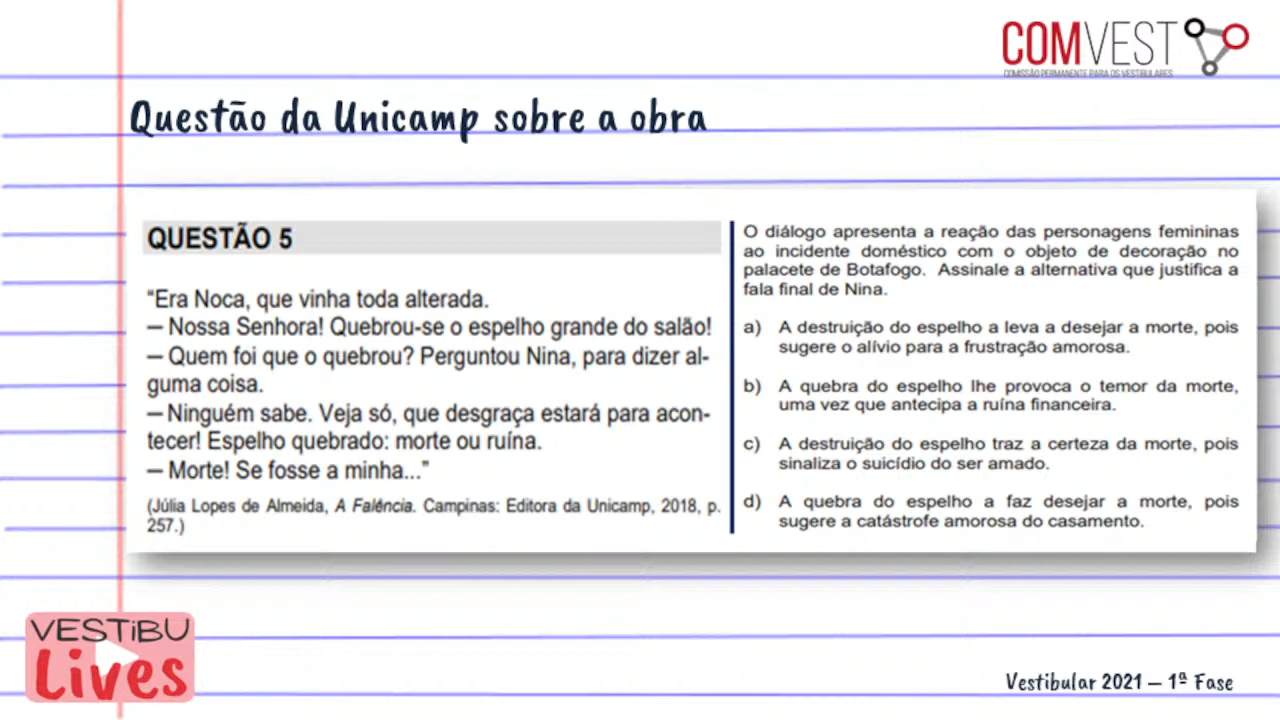 COMVEST
COMISSÃO PERMANENTE PARA OS VESTIBULARES
Questão da Unicamp sobre a obra
QUESTÃO 5
“Era Noca, que vinha toda alterada.
– Nossa Senhora! Quebrou-se o espelho grande do salão!
– Quem foi que o quebrou? Perguntou Nina, para dizer al-
guma coisa.
– Ninguém sabe. Veja só, que desgraça estará para acon-
tecer! Espelho quebrado: morte ou ruína.
– Morte! Se fosse a minha...”
(Júlia Lopes de Almeida, A Falência. Campinas: Editora da Unicamp, 2018, p.
257.)
O diálogo apresenta a reação das personagens femininas
ao incidente doméstico com o objeto de decoração no
palacete de Botafogo. Assinale a alternativa que justifica a
fala final de Nina.
a) A destruição do espelho a leva a desejar a morte, pois
sugere o alívio para a frustração amorosa.
b) A quebra do espelho lhe provoca o temor da morte,
uma vez que antecipa a ruína financeira.
c) A destruição do espelho traz a certeza da morte, pois
sinaliza o suicídio do ser amado.
d) A quebra do espelho a faz desejar a morte, pois
sugere a catástrofe amorosa do casamento.
VESTiBU
Lives
Vestibular 2021 – 1ª Fase